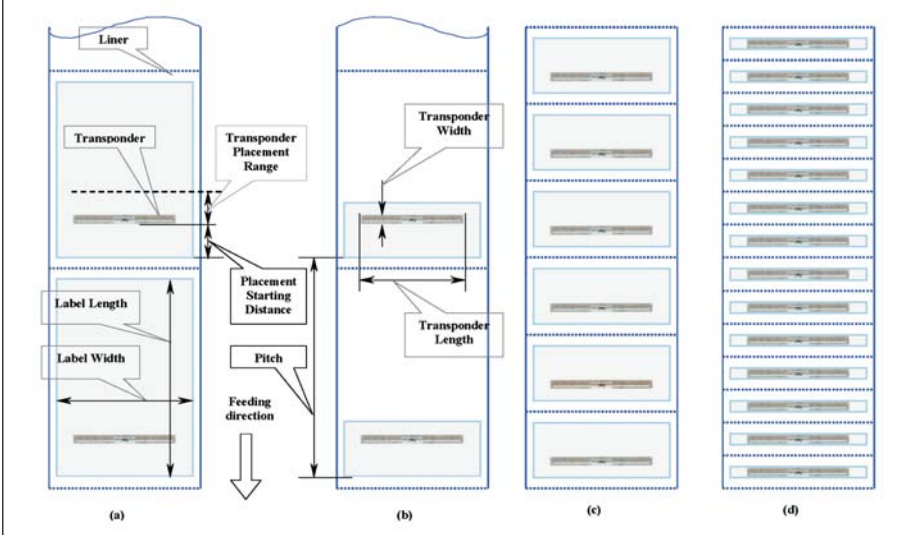 Liner
Transponder
Transponder
Placement
Range
Placement
Starting
Distance
Label Length
Label Width
Feeding
direction
(a)
Transponder
Width
Transponder
Length
Pitch
(b)
(c)
(d)